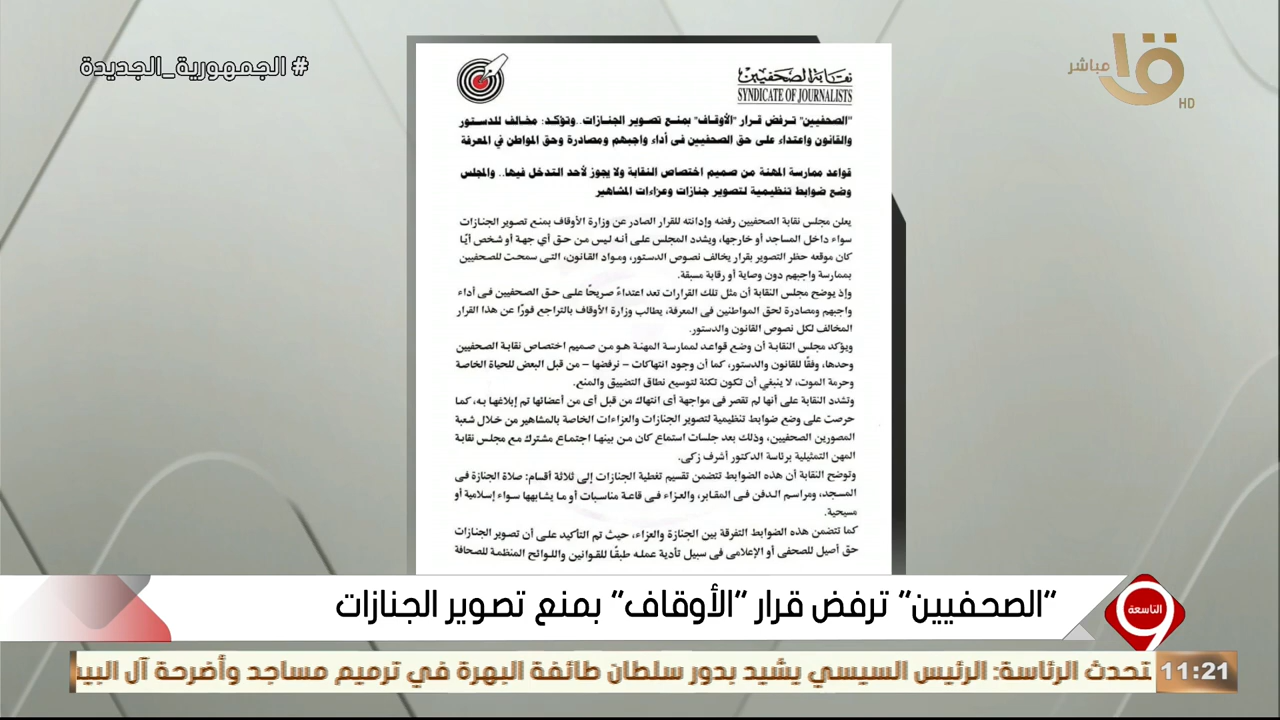 # الجمهورية_الجديدة
مباشر
HD
نقابة الصحفيين
SYNDICATE OF JOURNALISTS
"الصحفيين" ترفض قرار "الأوقاف" بمنع تصوير الجنازات..وتؤكد: مخالف للدستور
والقانون واعتداء على حق الصحفيين فى أداء واجبهم ومصادرة وحق المواطن في المعرفة
قواعد ممارسة المهنة من صميم اختصاص النقابة ولا يجوز لأحد التدخل فيها.. والمجلس
وضع ضوابط تنظيمية لتصوير جنازات وعزاءات المشاهير
يعلن مجلس نقابة الصحفيين رفضه وإدانته للقرار الصادر عن وزارة الأوقاف بمنع تصوير الجنازات
سواء داخل المساجد أو خارجها، ويشدد المجلس على أنه ليس من حق أي جهة أو شخص أيًا
كان موقعه حظر التصوير بقرار يخالف نصوص الدستور، ومواد القانون، التى سمحت للصحفيين
بممارسة واجبهم دون وصاية أو رقابة مسبقة.
وإذ يوضح مجلس النقابة أن مثل تلك القرارات تعد اعتداءً صريحًا على حق الصحفيين فى أداء
واجبهم ومصادرة لحق المواطنين فى المعرفة، يطالب وزارة الأوقاف بالتراجع فورًا عن هذا القرار
المخالف لكل نصوص القانون والدستور.
ويؤكد مجلس النقابة أن وضع قواعد لممارسة المهنة هو من صميم اختصاص نقابة الصحفيين
وحدها، وفقًا للقانون والدستور، كما أن وجود انتهاكات – نرفضها – من قبل البعض للحياة الخاصة
وحرمة الموت، لا ينبغي أن تكون تكئة لتوسيع نطاق التضييق والمنع.
وتشدد النقابة على أنها لم تقصر فى مواجهة أى انتهاك من قبل أى من أعضائها تم إبلاغها به، كما
حرصت على وضع ضوابط تنظيمية لتصوير الجنازات والعزاءات الخاصة بالمشاهير من خلال شعبة
المصورين الصحفيين، وذلك بعد جلسات استماع كان من بينها اجتماع مشترك مع مجلس نقابة
المهن التمثيلية برئاسة الدكتور أشرف زكى.
وتوضح النقابة أن هذه الضوابط تتضمن تقسيم تغطية الجنازات إلى ثلاثة أقسام: صلاة الجنازة فى
المسجد، ومراسم الدفن فى المقابر، والعزاء فى قاعة مناسبات أو ما يشابهها سواء إسلامية أو
مسيحية.
كما تتضمن هذه الضوابط التفرقة بين الجنازة والعزاء، حيث تم التأكيد على أن تصوير الجنازات
حق أصيل للصحفي أو الإعلامى فى سبيل تأدية عمله طبقًا للقوانين واللوائح المنظمة للصحافة
"الصحفيين" ترفض قرار "الأوقاف" بمنع تصوير الجنازات
التاسعة
9
11:21
تحدث الرئاسة: الرئيس السيسي يشيد بدور سلطان طائفة البهرة في ترميم مساجد وأضرحة آل البيت